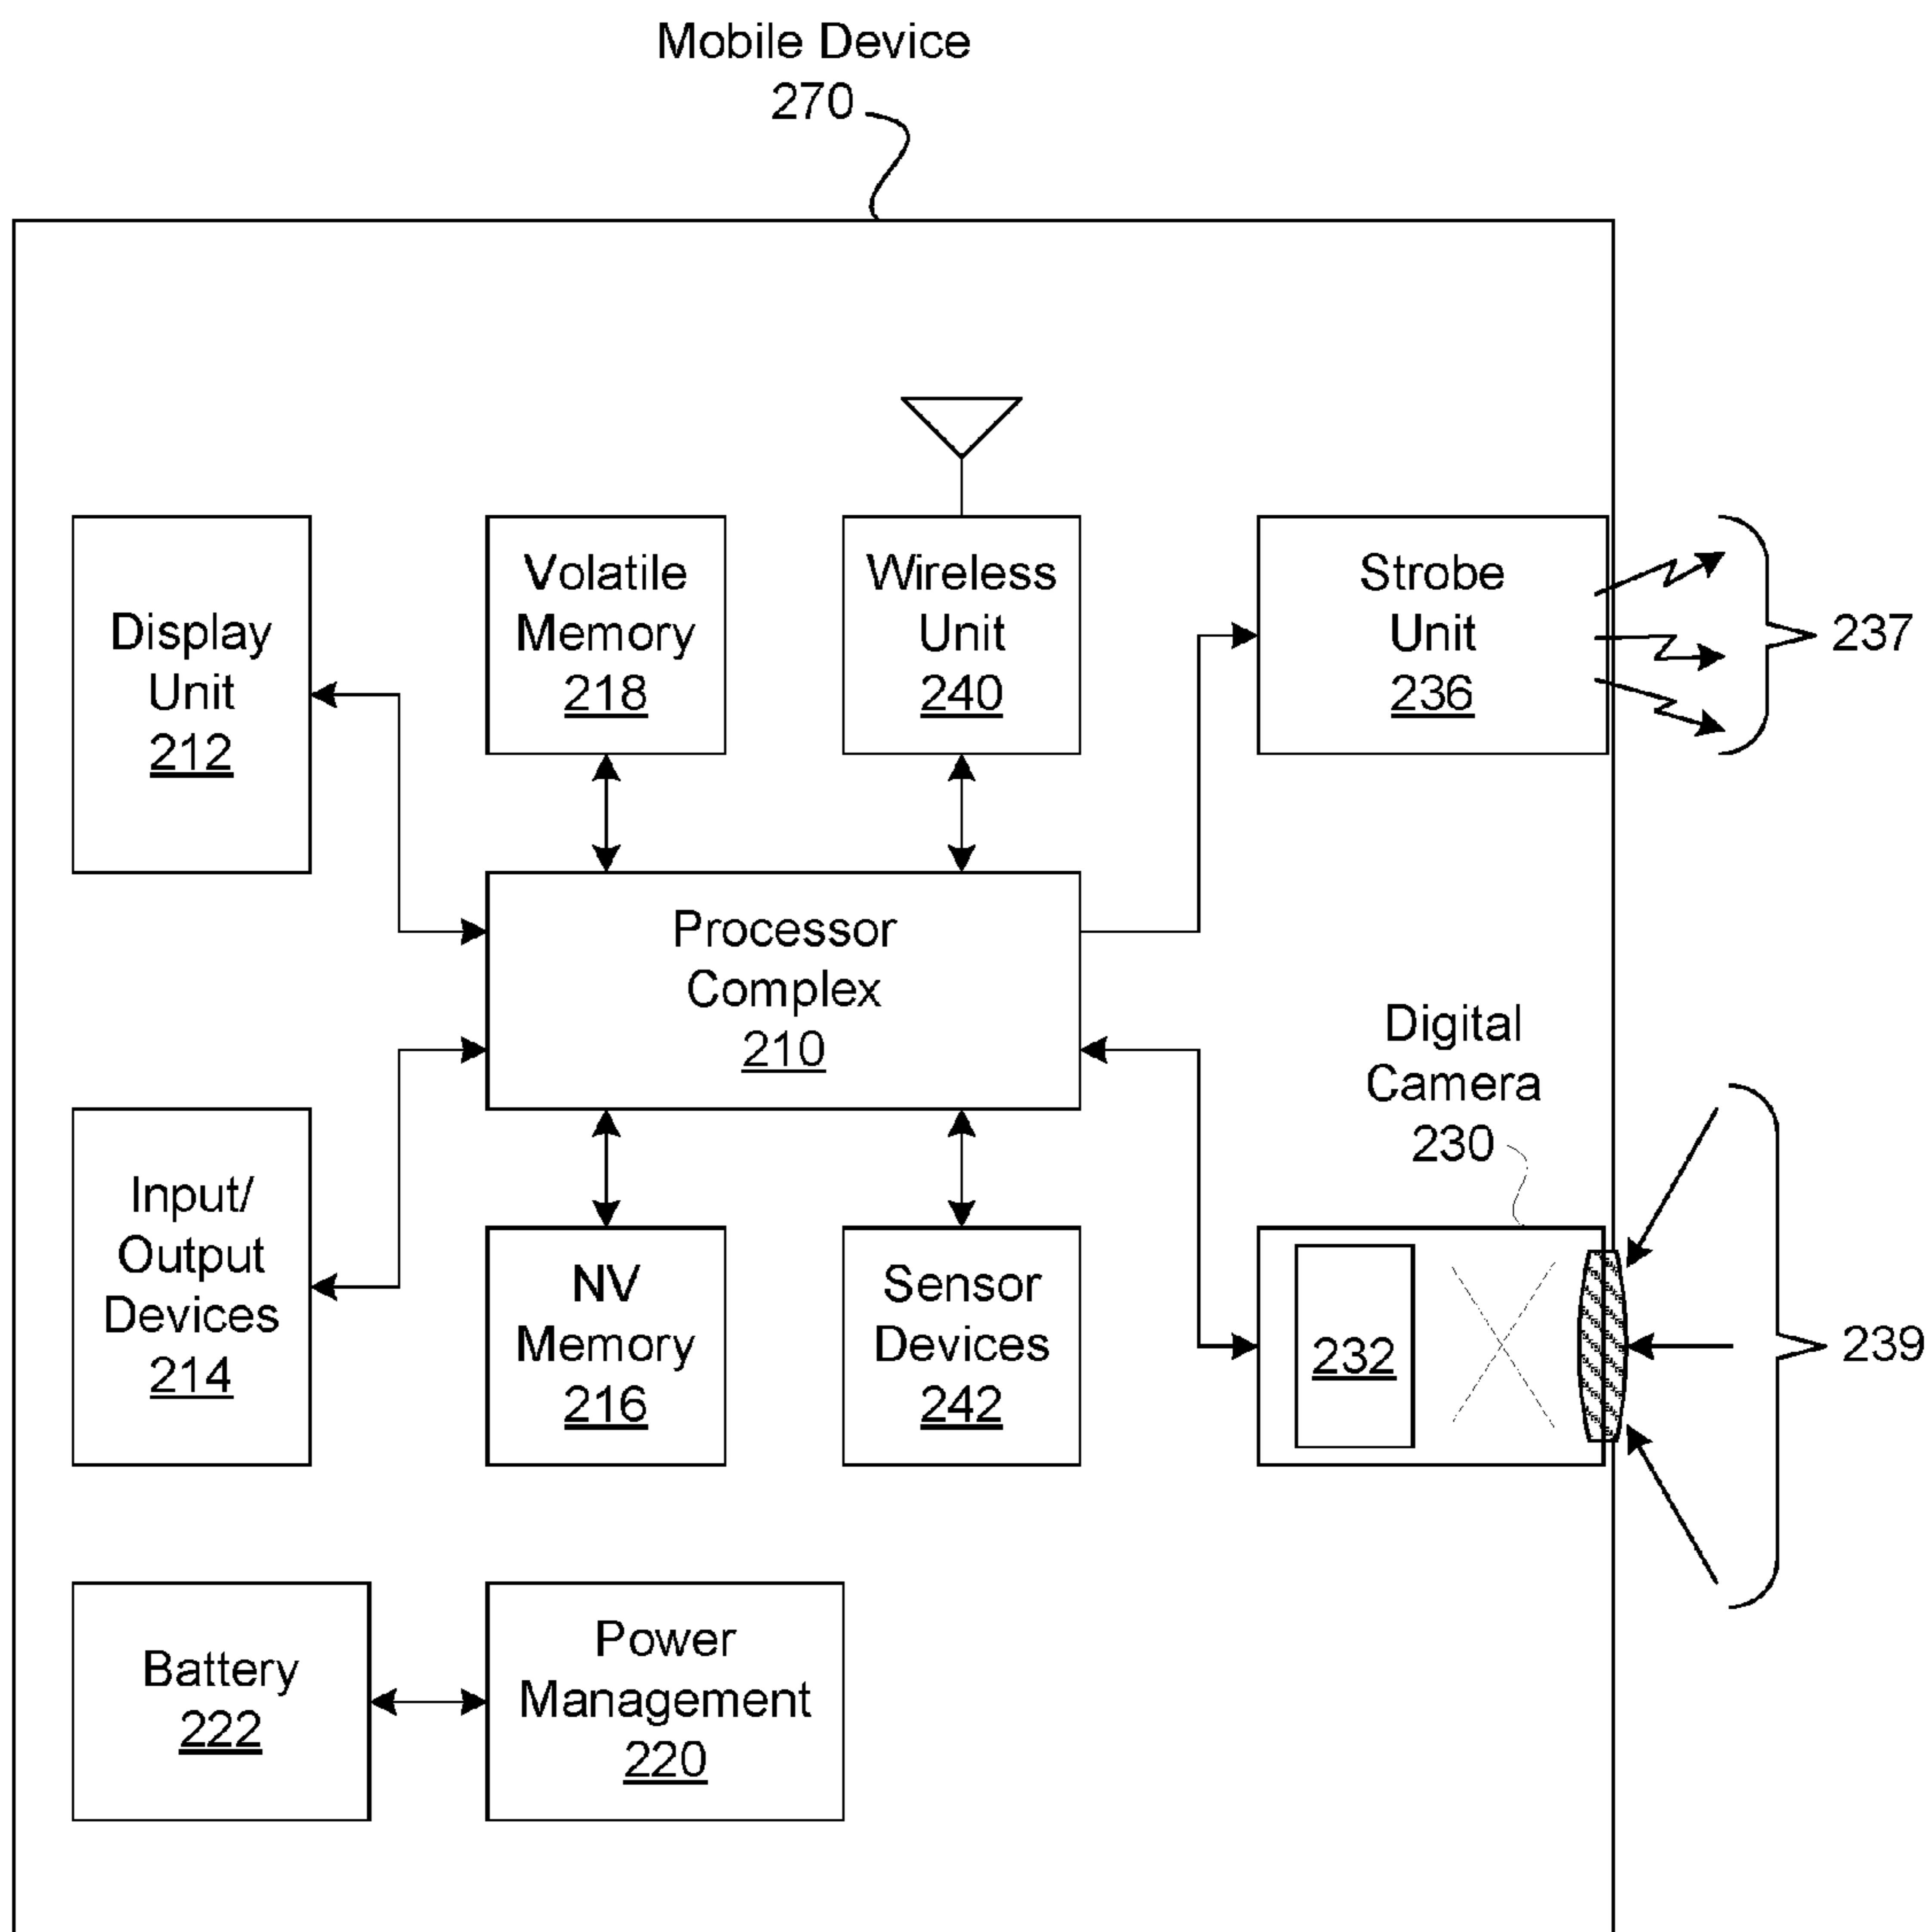 Mobile Device
270
Display
Unit
212
Volatile
Memory
218
Wireless
Unit
240
Strobe
Unit
236
237
Processor
Complex
210
Digital
Camera
230
Input/
Output
Devices
214
NV
Memory
216
Sensor
Devices
242
232
239
Battery
222
Power
Management
220